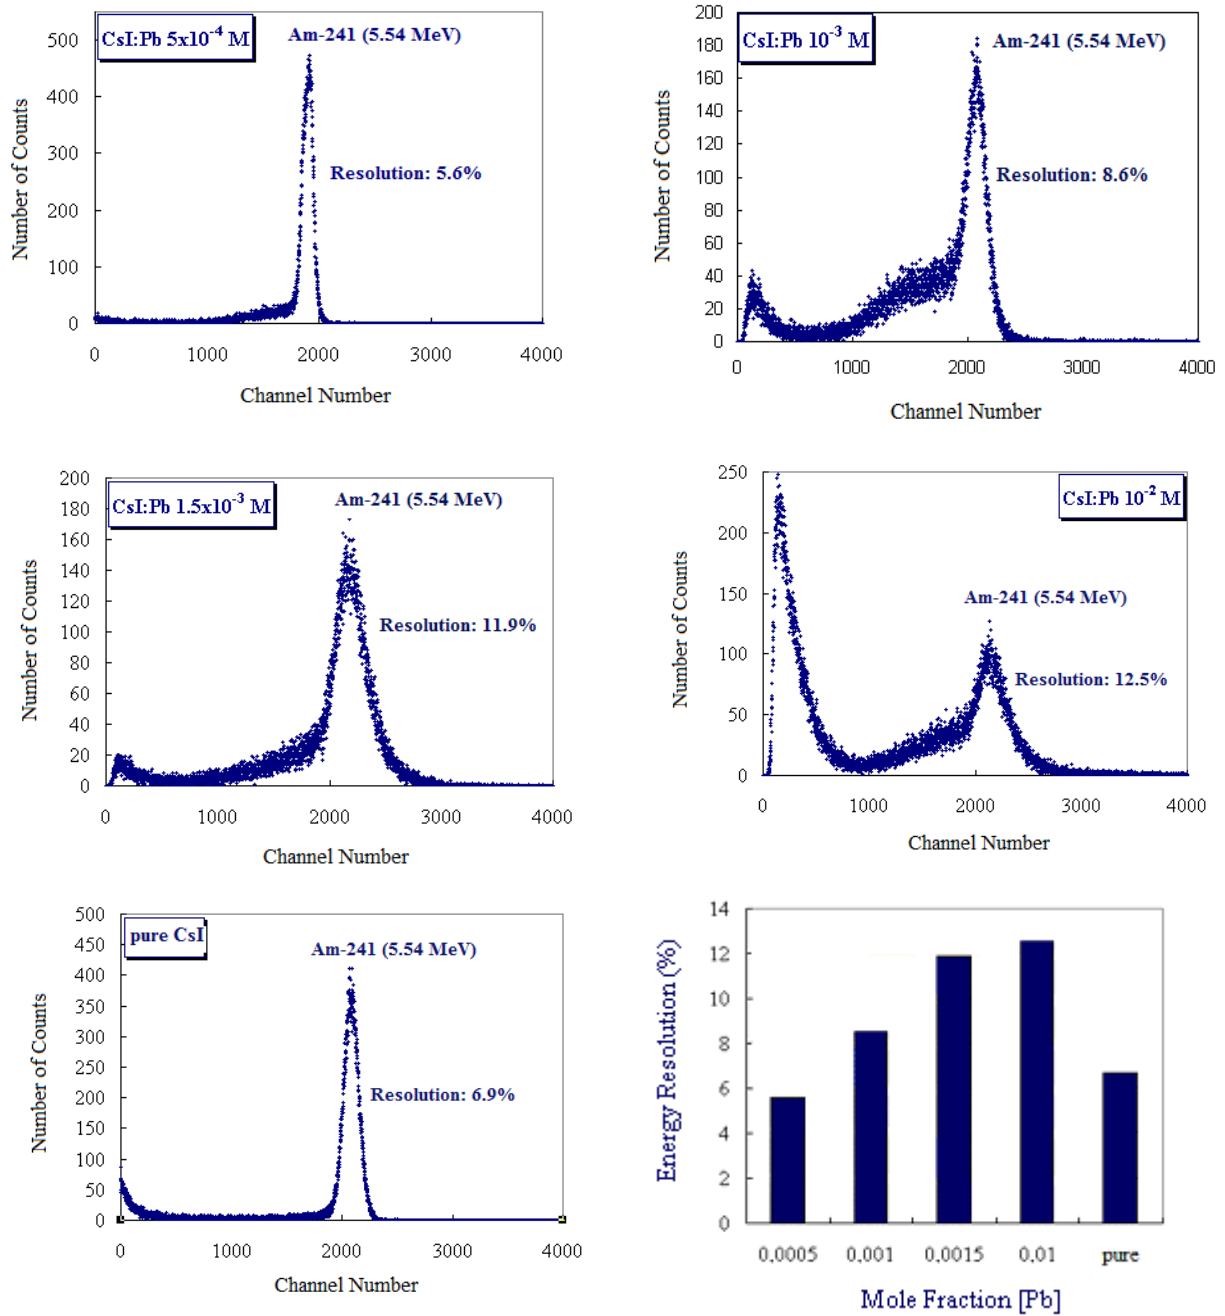 CsI:Pb 5x10⁻⁴ M
Am-241 (5.54 MeV)
Resolution: 5.6%
Number of Counts
500
400
300
200
100
0
0 1000 2000 3000 4000
Channel Number
CsI:Pb 10⁻³ M
Am-241 (5.54 MeV)
Resolution: 8.6%
Number of Counts
200
180
160
140
120
100
80
60
40
20
0
0 1000 2000 3000 4000
Channel Number
CsI:Pb 1.5x10⁻³ M
Am-241 (5.54 MeV)
Resolution: 11.9%
Number of Counts
200
180
160
140
120
100
80
60
40
20
0
0 1000 2000 3000 4000
Channel Number
CsI:Pb 10⁻² M
Am-241 (5.54 MeV)
Resolution: 12.5%
Number of Counts
250
200
150
100
50
0
0 1000 2000 3000 4000
Channel Number
pure CsI
Am-241 (5.54 MeV)
Resolution: 6.9%
Number of Counts
500
450
400
350
300
250
200
150
100
50
0
0 1000 2000 3000 4000
Channel Number
Energy Resolution (%)
14
12
10
8
6
4
2
0
0,0005 0,001 0,0015 0,01 pure
Mole Fraction [Pb]